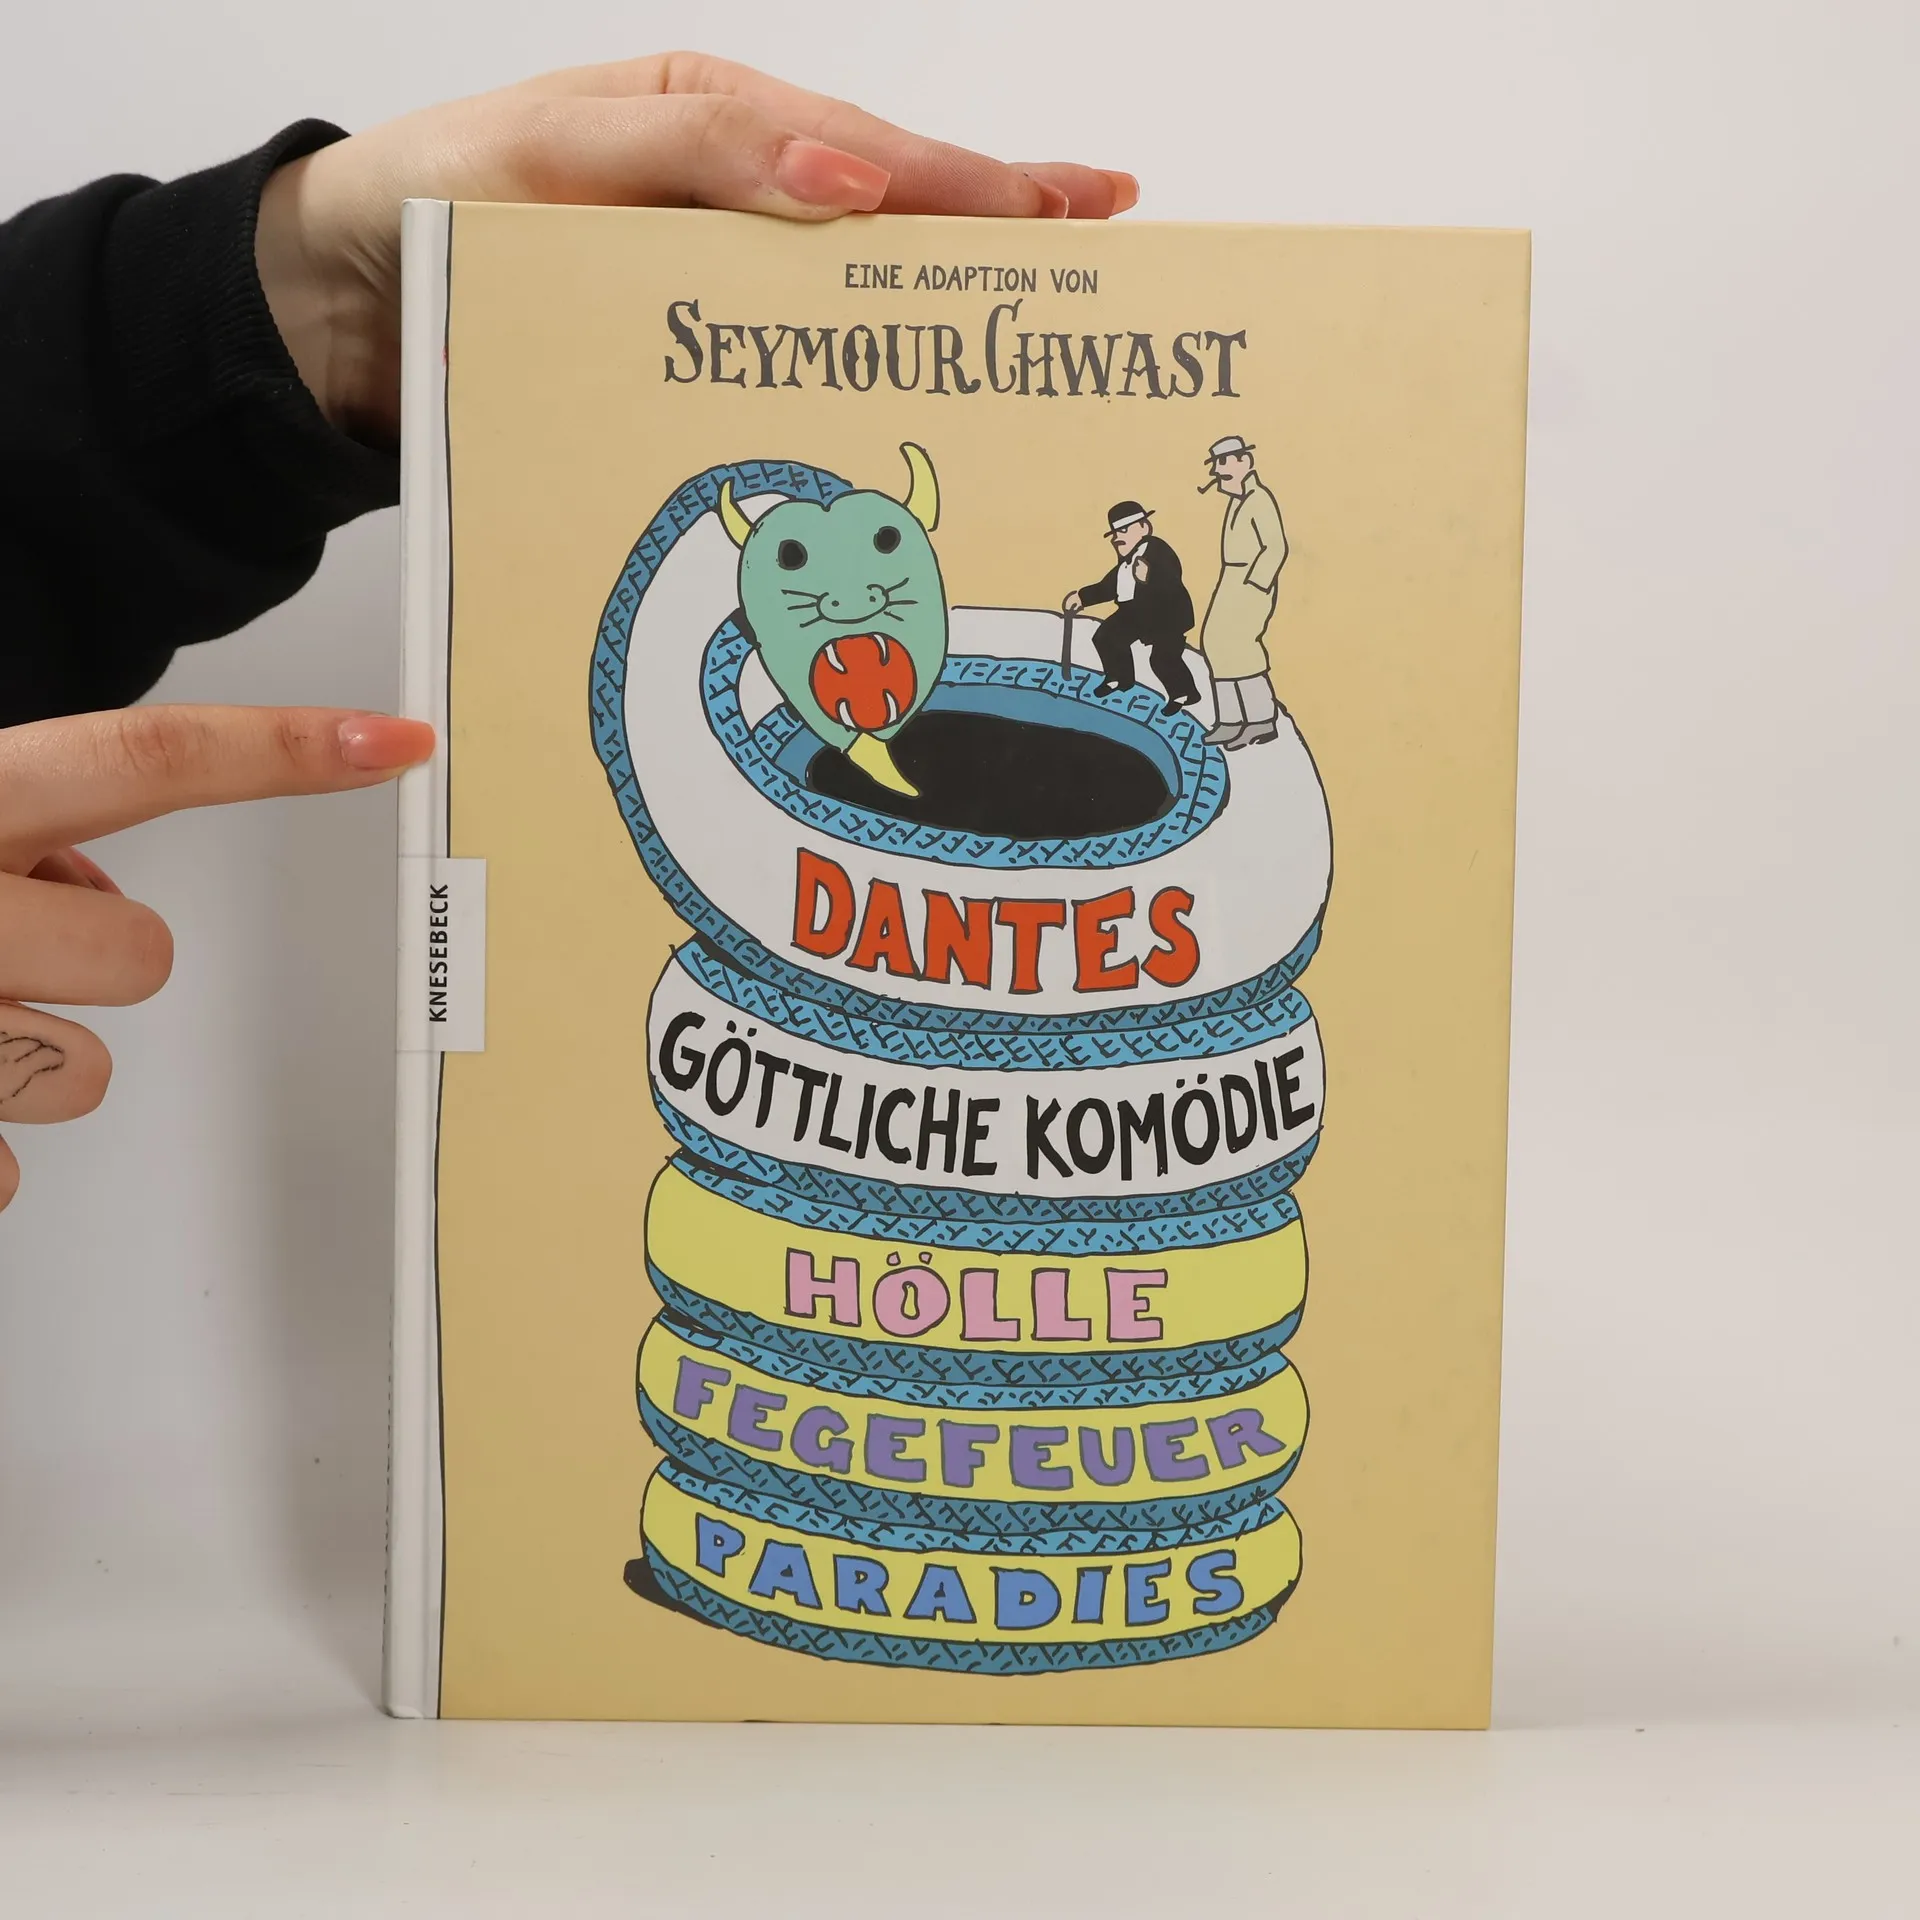 EINE ADAPTION VON
SEYMOUR CHWAST
DANTES
GÖTTLICHE KOMÖDIE
HÖLLE
FEGEFEUER
PARADIES
KNESEBECK